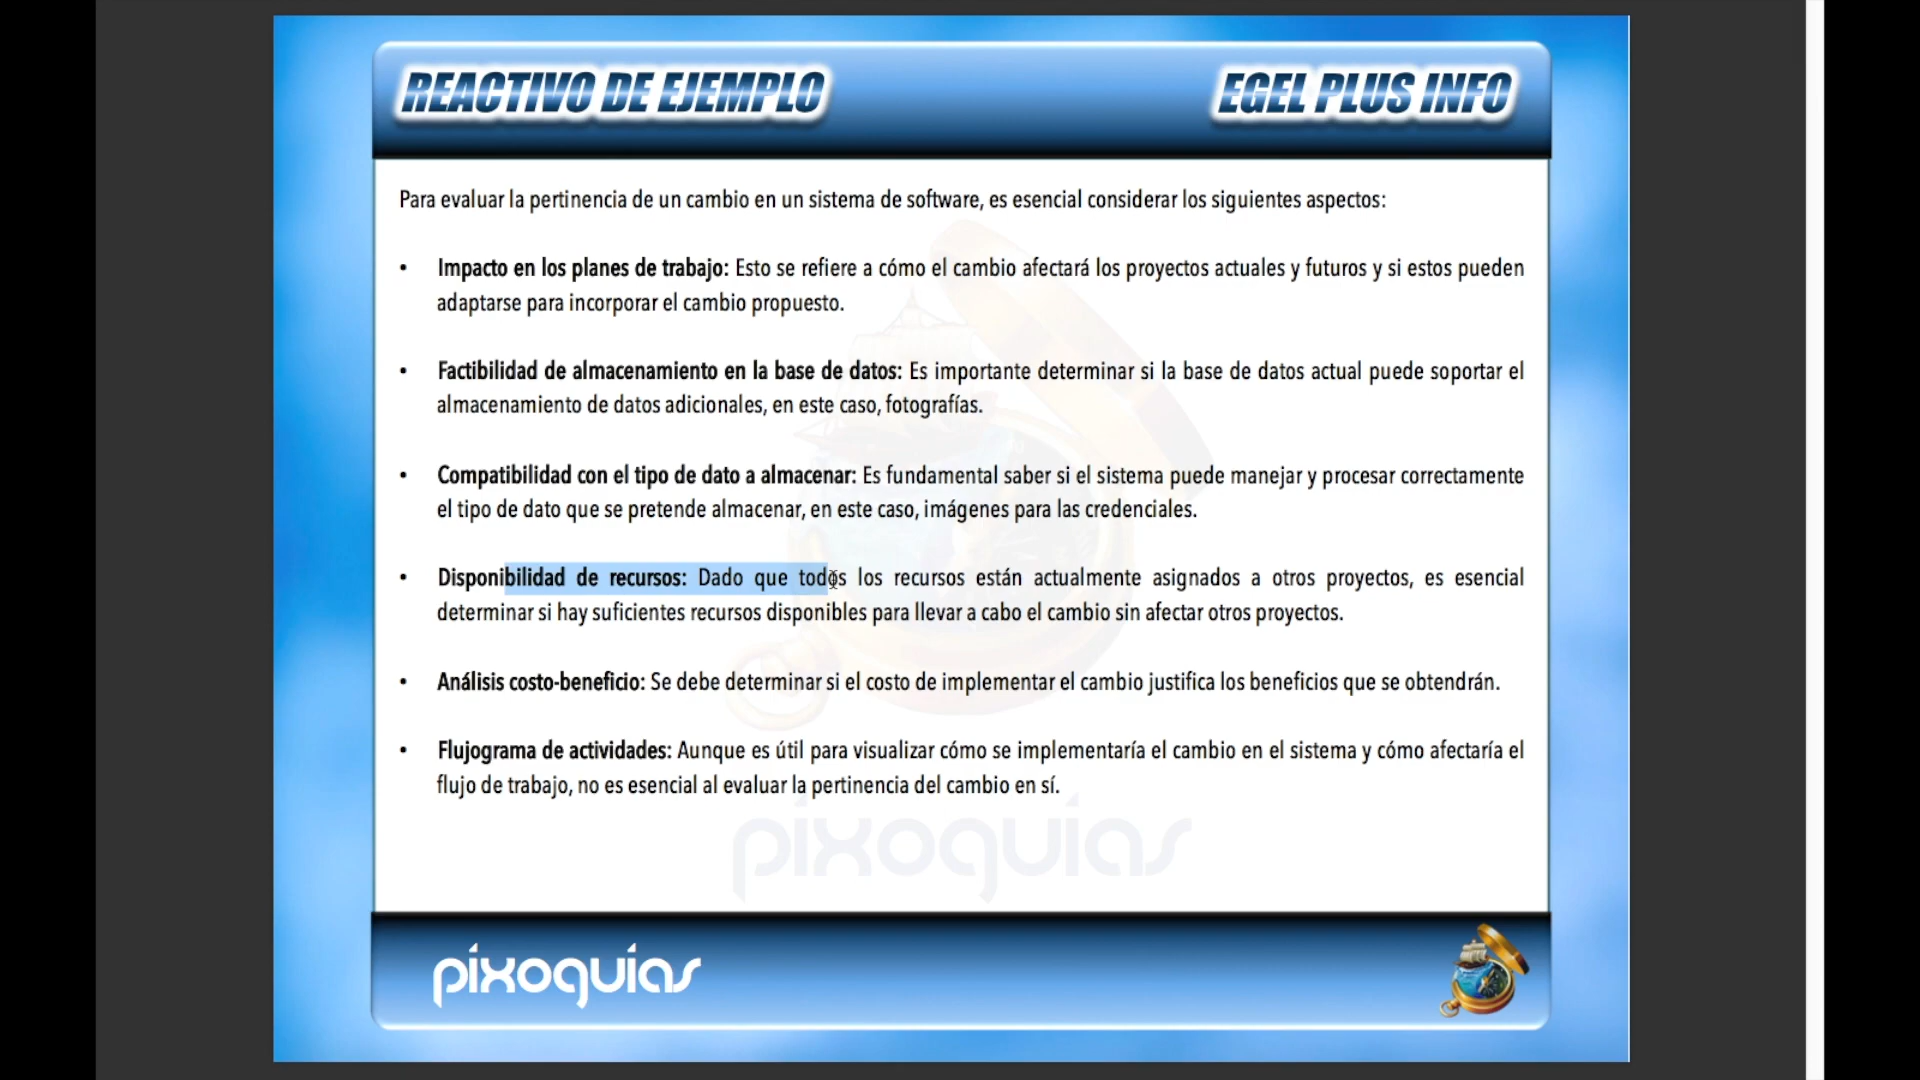 REACTIVO DE EJEMPLO
EGEL PLUS INFO
Para evaluar la pertinencia de un cambio en un sistema de software, es esencial considerar los siguientes aspectos:
• Impacto en los planes de trabajo: Esto se refiere a cómo el cambio afectará los proyectos actuales y futuros y si estos pueden
adaptarse para incorporar el cambio propuesto.
• Factibilidad de almacenamiento en la base de datos: Es importante determinar si la base de datos actual puede soportar el
almacenamiento de datos adicionales, en este caso, fotografías.
• Compatibilidad con el tipo de dato a almacenar: Es fundamental saber si el sistema puede manejar y procesar correctamente
el tipo de dato que se pretende almacenar, en este caso, imágenes para las credenciales.
• Disponibilidad de recursos: Dado que todos los recursos están actualmente asignados a otros proyectos, es esencial
determinar si hay suficientes recursos disponibles para llevar a cabo el cambio sin afectar otros proyectos.
• Análisis costo-beneficio: Se debe determinar si el costo de implementar el cambio justifica los beneficios que se obtendrán.
• Flujograma de actividades: Aunque es útil para visualizar cómo se implementaría el cambio en el sistema y cómo afectaría el
flujo de trabajo, no es esencial al evaluar la pertinencia del cambio en sí.
pixoguías
pixoguías